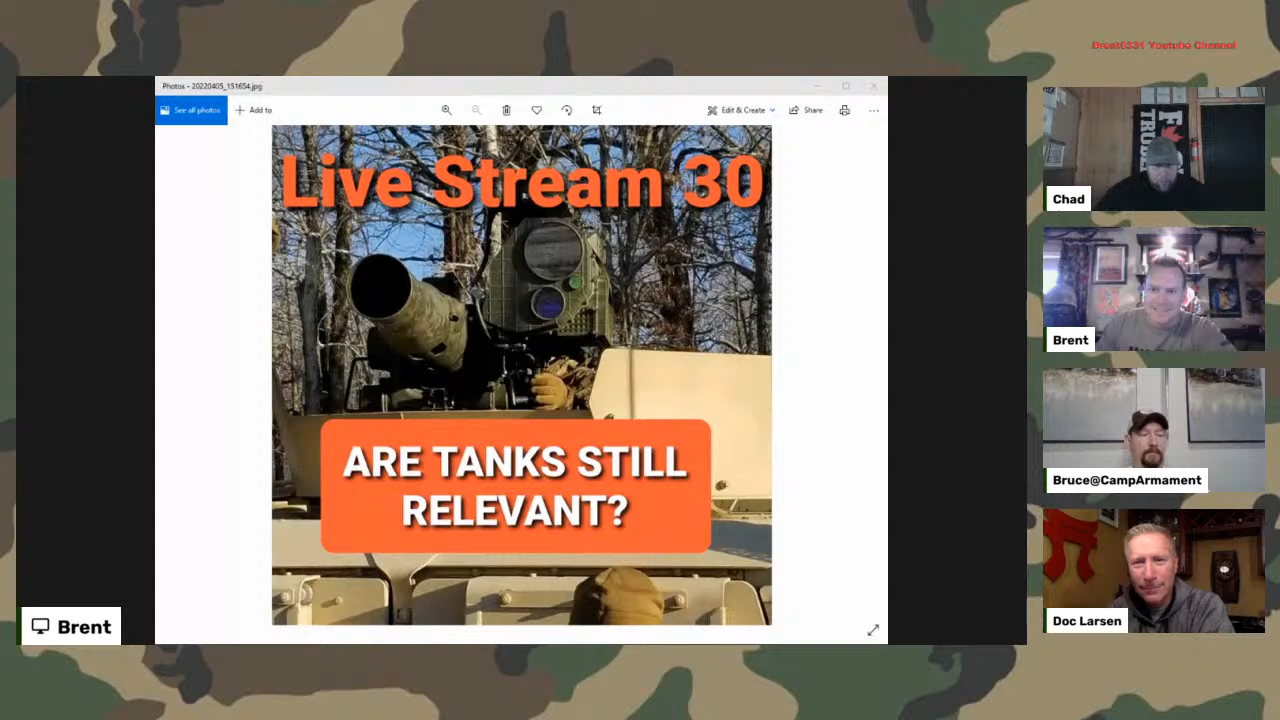 Brent0331 Youtube Channel
Photos - 20220405_151654.jpg
See all photos
Add to
Edit & Create
Share
Live Stream 30
ARE TANKS STILL
RELEVANT?
Brent
Chad
Brent
Bruce@CampArmament
Doc Larsen